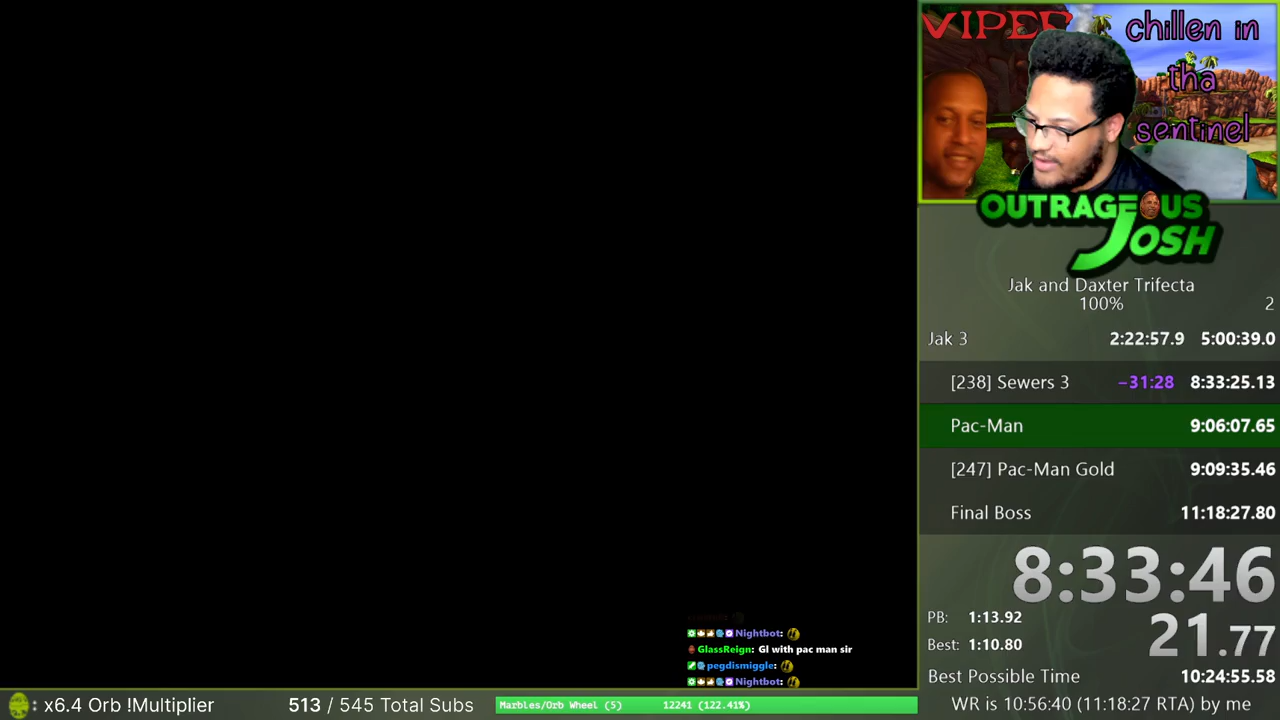 VIPER
chillen in
tha
sentinel
OUTRAGEOUS
JOSH
Jak and Daxter Trifecta
100% 2
Jak 3 2:22:57.9 5:00:39.0
[238] Sewers 3 −31:28 8:33:25.13
Pac-Man 9:06:07.65
[247] Pac-Man Gold 9:09:35.46
Final Boss 11:18:27.80
8:33:46
PB: 1:13.92
Best: 1:10.80
21.77
Best Possible Time 10:24:55.58
WR is 10:56:40 (11:18:27 RTA) by me
Nightbot:
GlassReign: Gl with pac man sir
pegdismiggle:
Nightbot:
: x6.4 Orb !Multiplier 513 / 545 Total Subs Marbles/Orb Wheel (5) 12241 (122.41%)